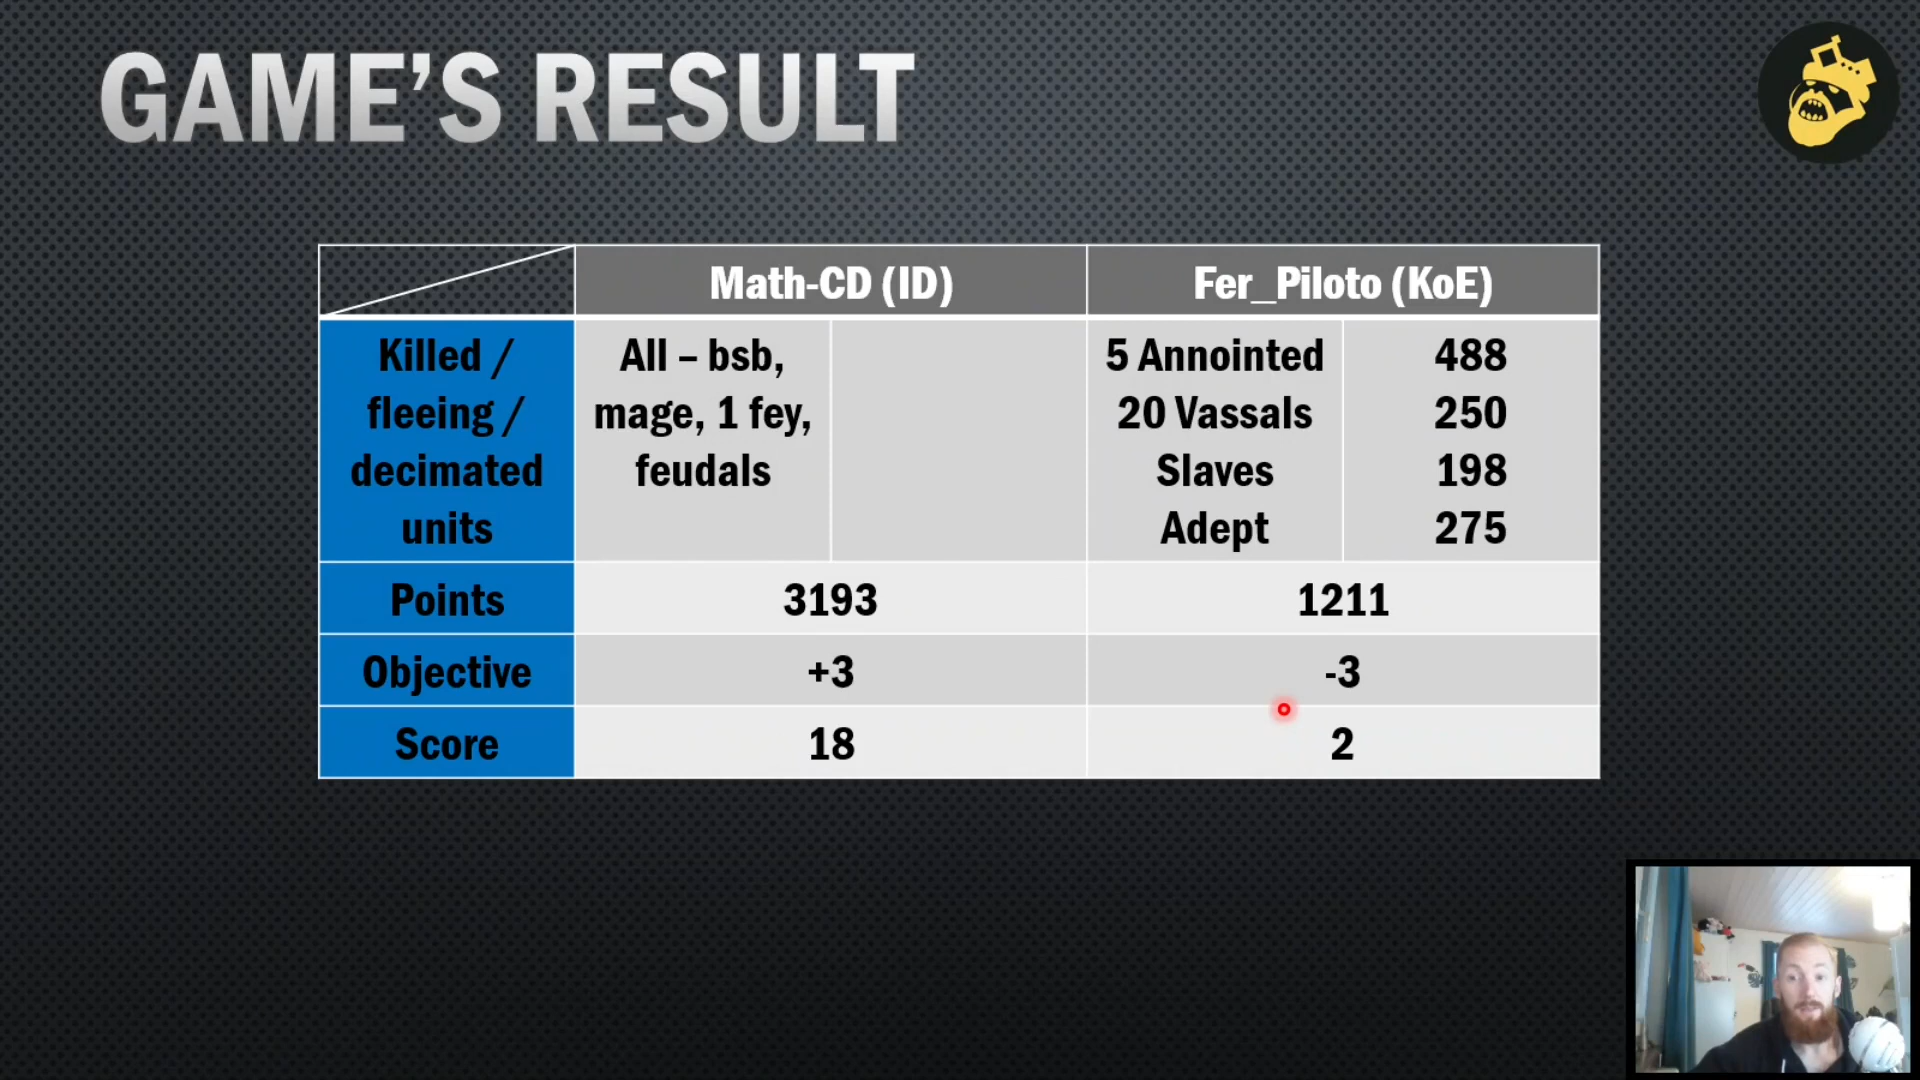 GAME'S RESULT
Math-CD (ID)
Fer_Piloto (KoE)
Killed /
fleeing /
decimated
units
All – bsb,
mage, 1 fey,
feudals
5 Annointed
20 Vassals
Slaves
Adept
488
250
198
275
Points
3193
1211
Objective
+3
-3
Score
18
2